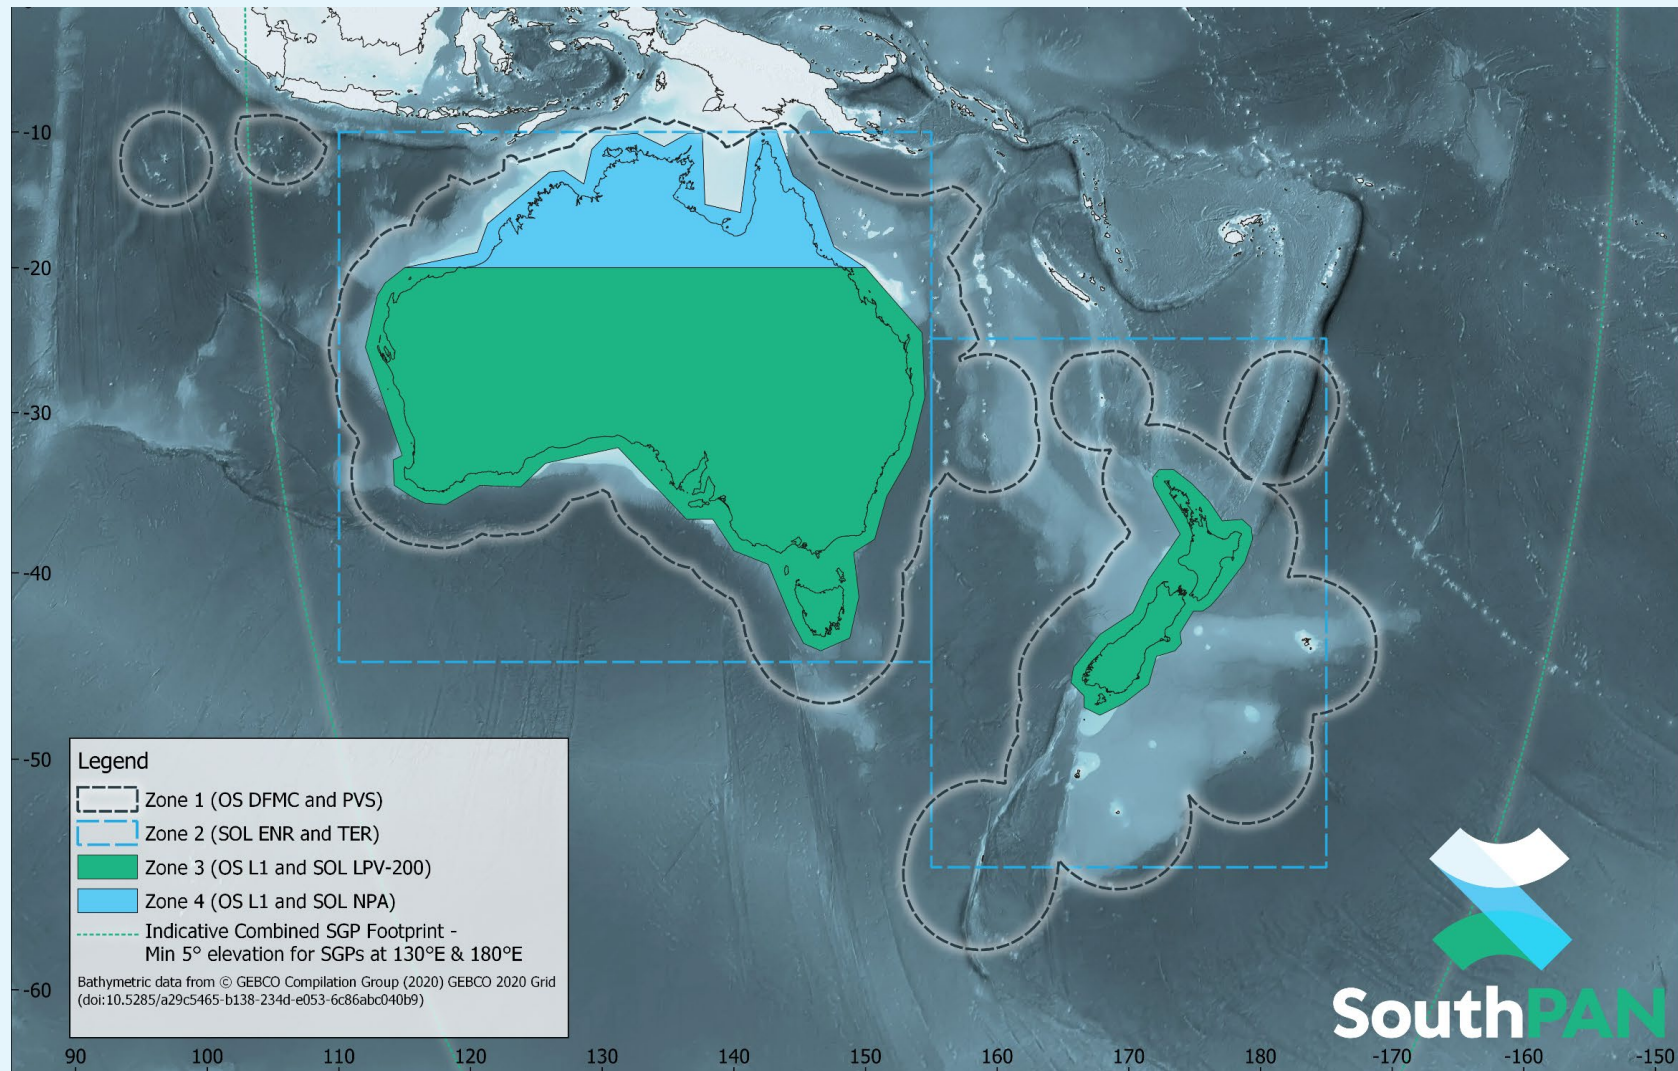 -10
-20
-30
-40
-50
-60
Legend
Zone 1 (OS DFMC and PVS)
Zone 2 (SOL ENR and TER)
Zone 3 (OS L1 and SOL LPV-200)
Zone 4 (OS L1 and SOL NPA)
Indicative Combined SGP Footprint -
Min 5° elevation for SGPs at 130°E & 180°E
Bathymetric data from © GEBCO Compilation Group (2020) GEBCO 2020 Grid
(doi:10.5285/a29c5465-b138-234d-e053-6c86abc040b9)
SouthPAN
90 100 110 120 130 140 150 160 170 180 -170 -160 -150